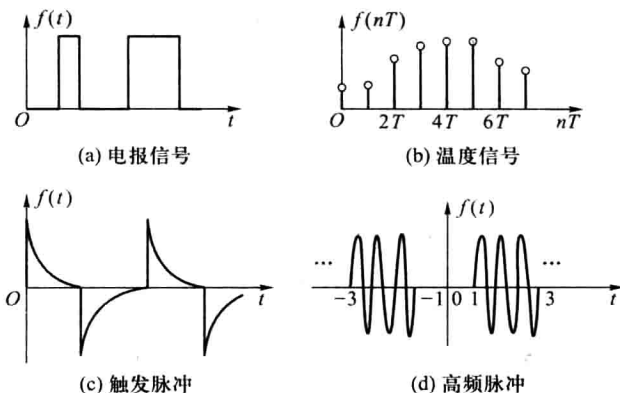 f(t)
O
t
(a) 电报信号
f(nT)
O 2T 4T 6T nT
(b) 温度信号
f(t)
O
t
(c) 触发脉冲
f(t)
... ...
-3 -1 0 1 3 t
(d) 高频脉冲